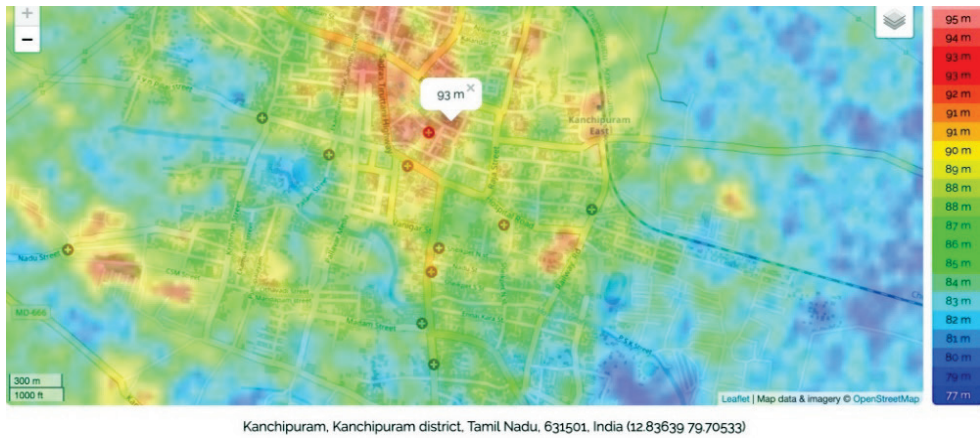 +
−
93 m ×
Kanchipuram
East
Nadu Street
CSM Street
MD-666
300 m
1000 ft
Leaflet | Map data & imagery © OpenStreetMap
95 m
94 m
93 m
93 m
92 m
91 m
91 m
90 m
89 m
88 m
88 m
87 m
86 m
85 m
84 m
83 m
82 m
81 m
80 m
79 m
77 m
Kanchipuram, Kanchipuram district, Tamil Nadu, 631501, India (12.83639 79.70533)